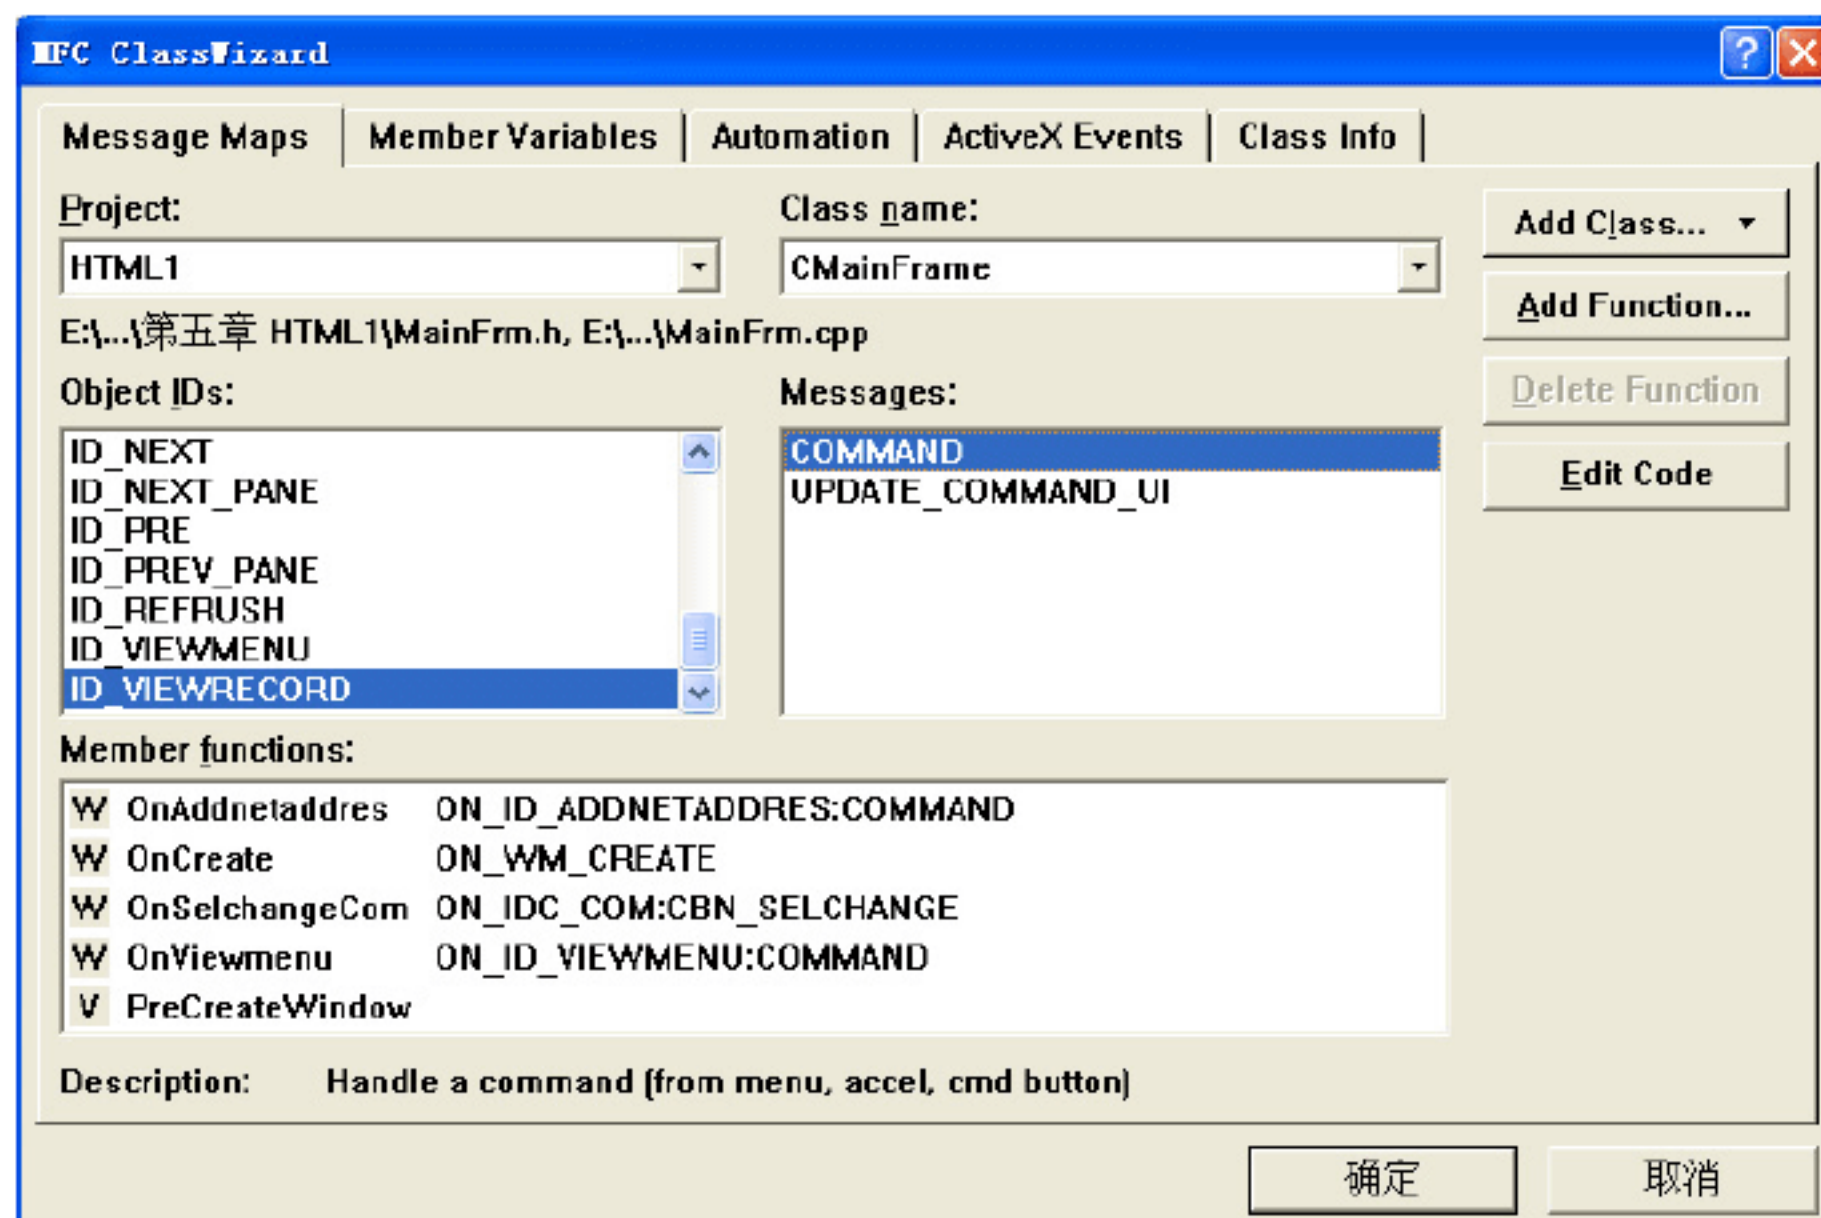 MFC ClassWizard
Message Maps Member Variables Automation ActiveX Events Class Info
Project: Class name:
HTML1 CMainFrame
Add Class...
Add Function...
E:\...\第五章 HTML1\MainFrm.h, E:\...\MainFrm.cpp
Delete Function
Edit Code
Object IDs:
ID_NEXT
ID_NEXT_PANE
ID_PRE
ID_PREV_PANE
ID_REFRUSH
ID_VIEWMENU
ID_VIEWRECORD
Messages:
COMMAND
UPDATE_COMMAND_UI
Member functions:
W OnAddnetaddres ON_ID_ADDNETADDRES:COMMAND
W OnCreate ON_WM_CREATE
W OnSelchangeCom ON_IDC_COM:CBN_SELCHANGE
W OnViewmenu ON_ID_VIEWMENU:COMMAND
V PreCreateWindow
Description: Handle a command (from menu, accel, cmd button)
确定 取消